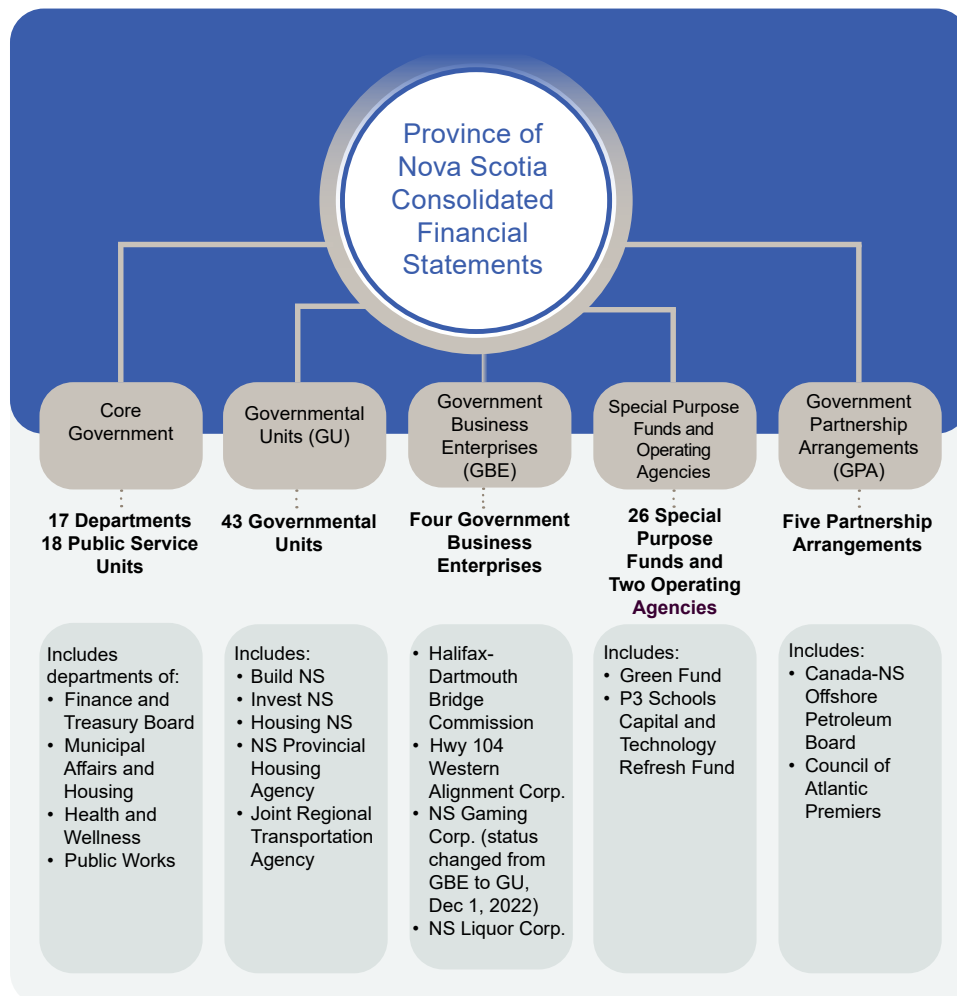 Province of
Nova Scotia
Consolidated
Financial
Statements
Core
Government
Governmental
Units (GU)
Government
Business
Enterprises
(GBE)
Special Purpose
Funds and
Operating
Agencies
Government
Partnership
Arrangements
(GPA)
17 Departments
18 Public Service
Units
43 Governmental
Units
Four Government
Business
Enterprises
26 Special
Purpose
Funds and
Two Operating
Agencies
Five Partnership
Arrangements
Includes
departments of:
• Finance and
Treasury Board
• Municipal
Affairs and
Housing
• Health and
Wellness
• Public Works
Includes:
• Build NS
• Invest NS
• Housing NS
• NS Provincial
Housing
Agency
• Joint Regional
Transportation
Agency
• Halifax-
Dartmouth
Bridge
Commission
• Hwy 104
Western
Alignment Corp.
• NS Gaming
Corp. (status
changed from
GBE to GU,
Dec 1, 2022)
• NS Liquor Corp.
Includes:
• Green Fund
• P3 Schools
Capital and
Technology
Refresh Fund
Includes:
• Canada-NS
Offshore
Petroleum
Board
• Council of
Atlantic
Premiers